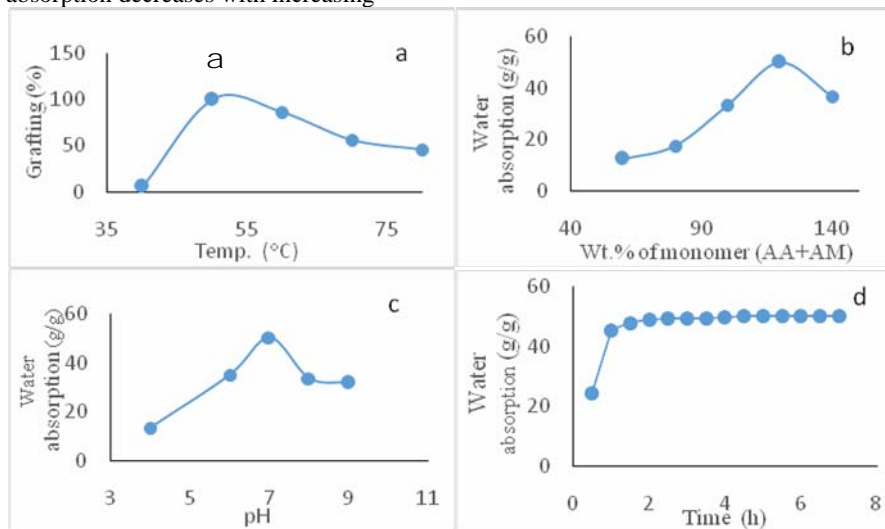 absorption decreases with increasing
150
100
50
0
Grafting (%)
a
a
35
55
75
Temp. (°C)
60
40
20
0
Water
absorption (g/g)
b
40
90
140
Wt.% of monomer (AA+AM)
60
40
20
0
Water
absorption (g/g)
c
3
5
7
9
11
pH
60
40
20
0
Water
absorption (g/g)
d
0
2
4
6
8
Time (h)